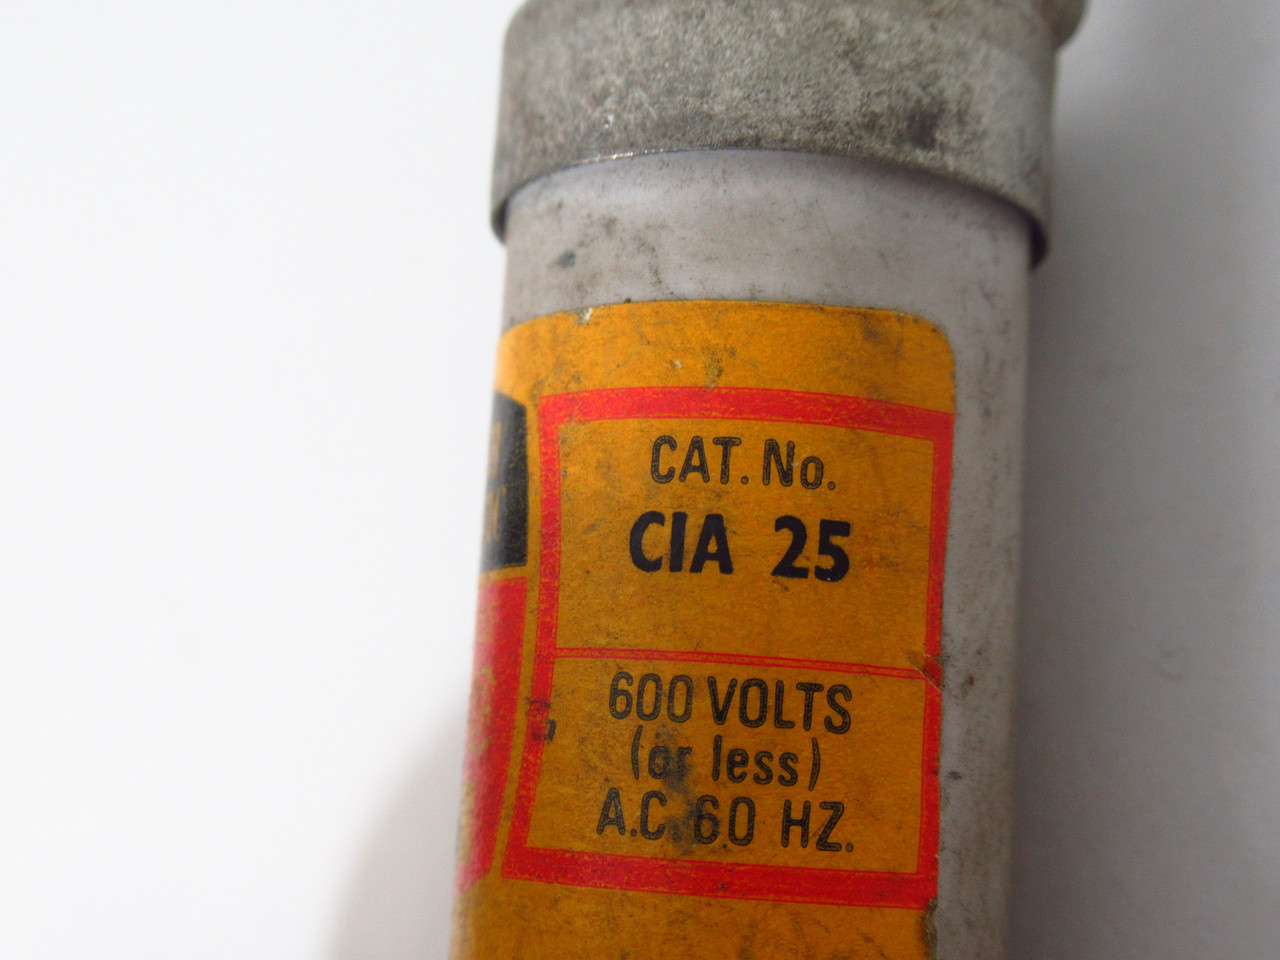 CAT. No.
CIA 25
600 VOLTS
(or less)
A.C 60 HZ.